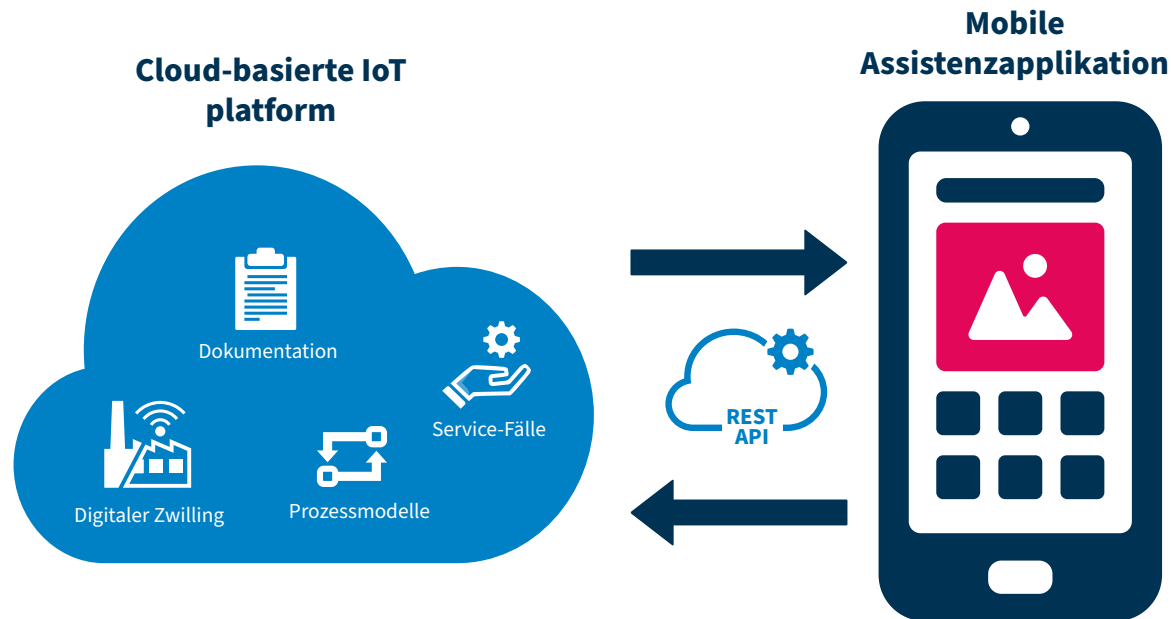 Cloud-basierte IoT
platform
Mobile
Assistenzapplikation
Dokumentation
Service-Fälle
Digitaler Zwilling
Prozessmodelle
REST
API